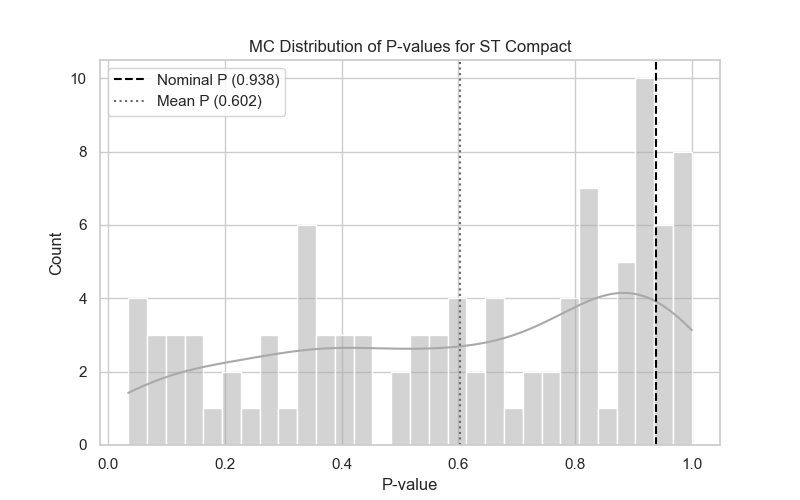 MC Distribution of P-values for ST Compact
Nominal P (0.938)
Mean P (0.602)
10
8
6
4
2
0
Count
0.0 0.2 0.4 0.6 0.8 1.0
P-value